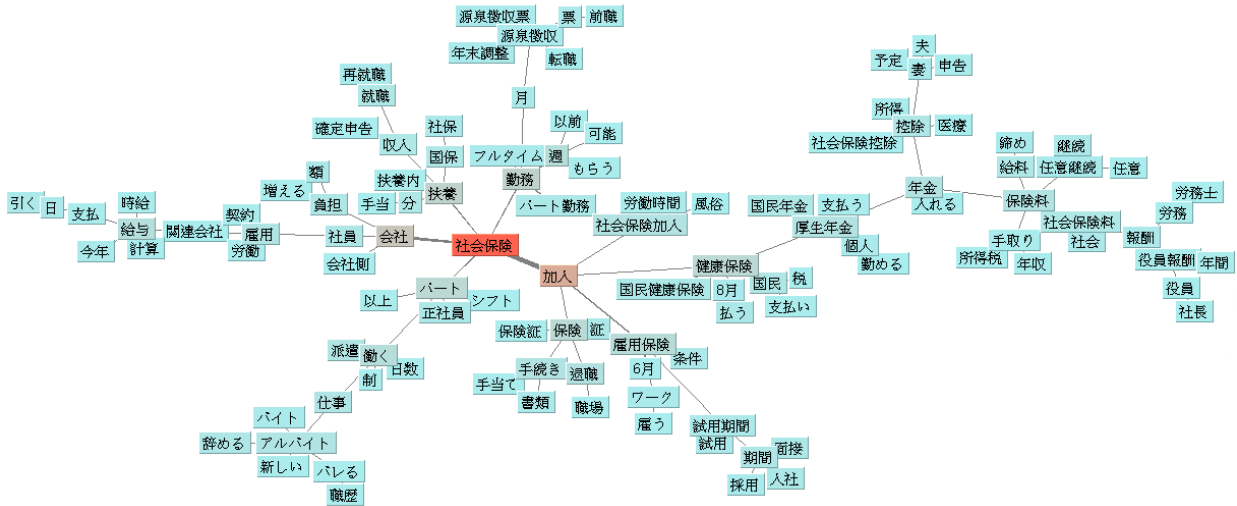 源泉徴収票
票
前職
源泉徴収
年末調整
転職
夫
予定
妻
申告
再就職
就職
月
所得
控除
医療
社会保険控除
確定申告
収入
社保
国保
以前
可能
フルタイム
週
もらう
勤務
締め
給料
継続
任意継続
任意
額
増える
負担
扶養内
扶養
手当
分
パート勤務
労働時間
風俗
社会保険加入
国民年金
支払う
年金
入れる
保険料
労務士
労務
引く
日
支払
時給
給与
今年
計算
関連会社
契約
雇用
労働
社員
会社
会社側
社会保険
厚生年金
個人
勤める
手取り
所得税
年収
社会保険料
社会
報酬
役員報酬
年間
役員
社長
加入
健康保険
国民健康保険
8月
国民
税
払う
支払い
以上
パート
シフト
正社員
保険証
保険
証
雇用保険
条件
派遣
働く
日数
制
手続き
退職
手当て
書類
職場
6月
ワーク
雇う
仕事
バイト
辞める
アルバイト
新しい
バレる
職歴
試用期間
試用
期間
面接
採用
入社